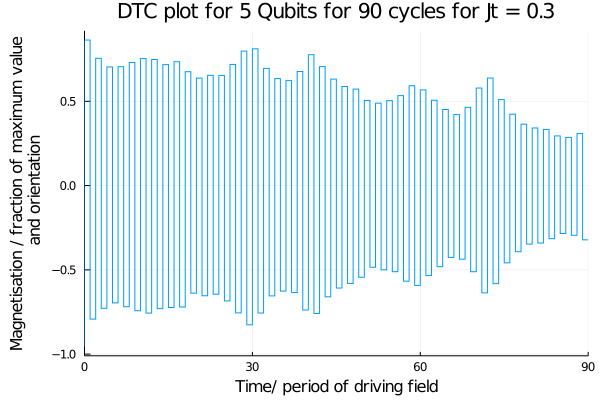 DTC plot for 5 Qubits for 90 cycles for Jt = 0.3
Magnetisation / fraction of maximum value
and orientation
0.5
0.0
−0.5
−1.0
0
30
60
90
Time/ period of driving field